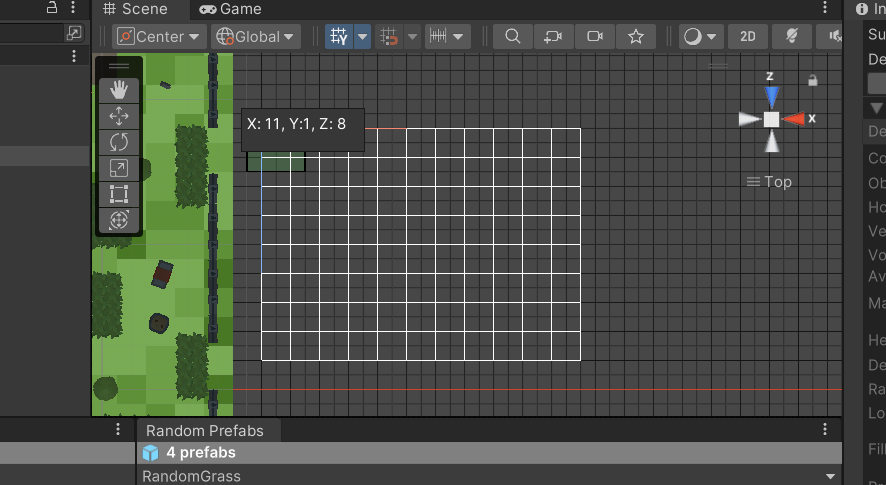 Scene
Game
In
Center
Global
2D
Su
De
X: 11, Y:1, Z: 8
z
x
Top
De
Co
Ob
Ho
Ve
Vo
Av
Ma
He
De
Ra
Lo
Fill
Random Prefabs
4 prefabs
RandomGrass